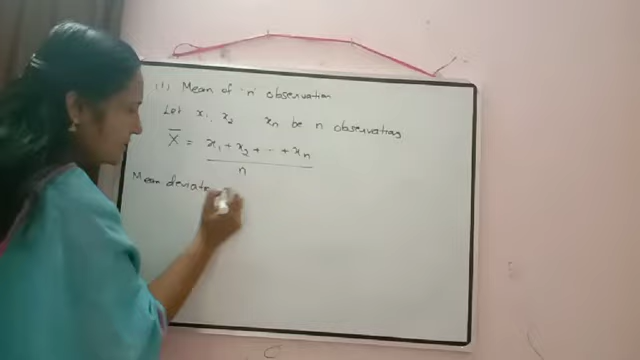 (1) Mean of 'n' observation
Let x₁, x₂ xₙ be n observations
X̄ = x₁ + x₂ + ... + xₙ / n
Mean deviat